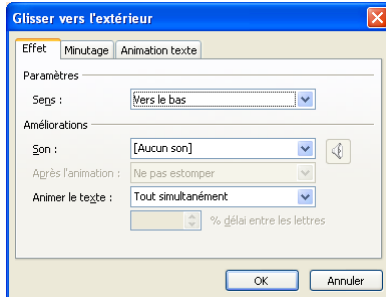 Glisser vers l'extérieur
Effet Minutage Animation texte
Paramètres
Sens : Vers le bas
Améliorations
Son : [Aucun son]
Après l'animation : Ne pas estomper
Animer le texte : Tout simultanément
% délai entre les lettres
OK Annuler